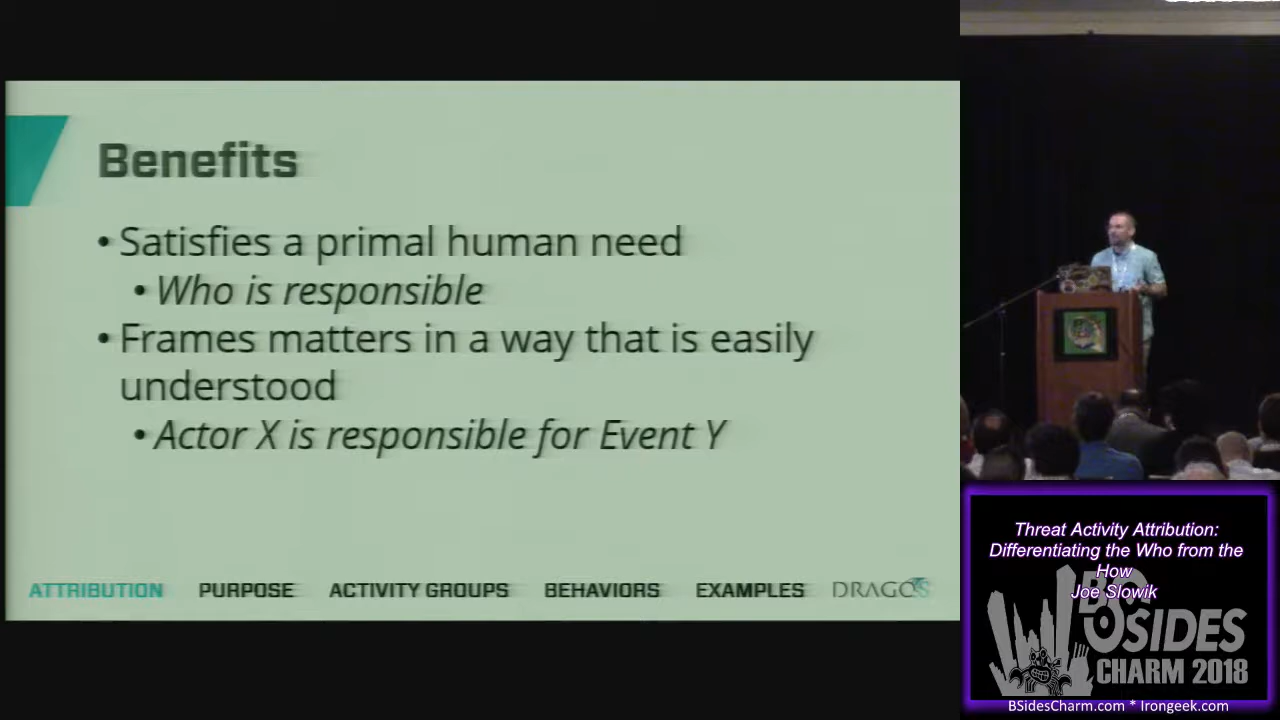 Benefits
• Satisfies a primal human need
• Who is responsible
• Frames matters in a way that is easily
understood
• Actor X is responsible for Event Y
ATTRIBUTION PURPOSE ACTIVITY GROUPS BEHAVIORS EXAMPLES DRAGOS
Threat Activity Attribution:
Differentiating the Who from the
How
Joe Slowik
BSIDES
CHARM 2018
BSidesCharm.com * Irongeek.com